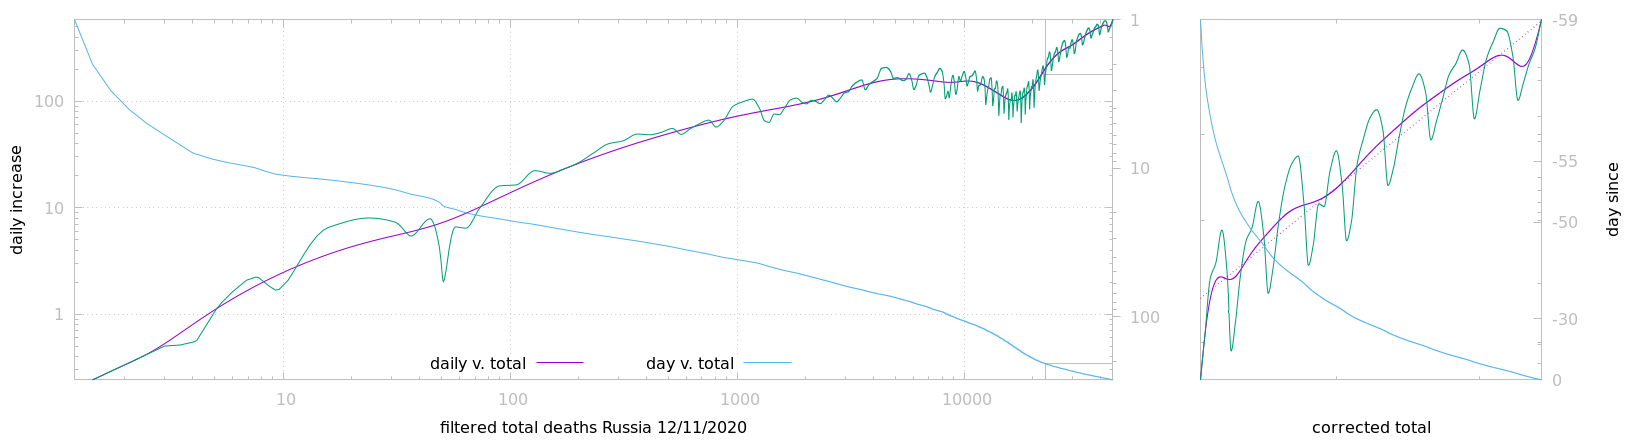 1
-59
100
10
-55
10
-50
1
100
-30
0
daily increase
day since
daily v. total
day v. total
10
100
1000
10000
filtered total deaths Russia 12/11/2020
corrected total